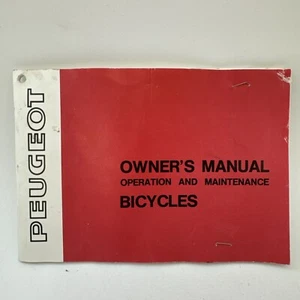 PEUGEOT
OWNER'S MANUAL
OPERATION AND MAINTENANCE
BICYCLES